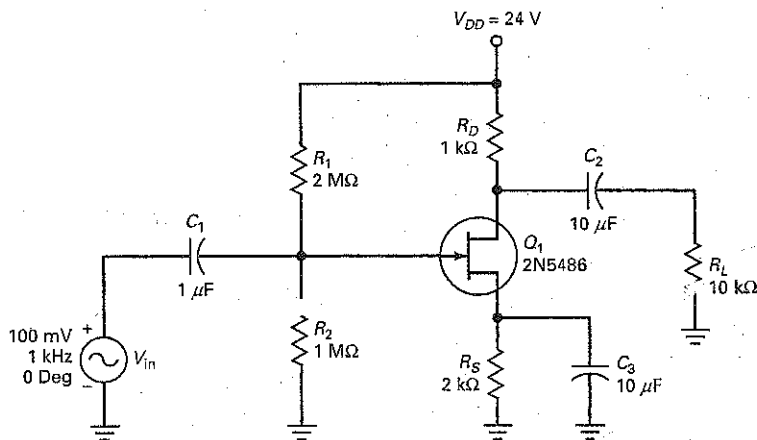 V_DD = 24 V
R_D
1 kΩ
C_2
10 μF
R_1
2 MΩ
C_1
1 μF
Q_1
2N5486
R_L
10 kΩ
100 mV
1 kHz
0 Deg
+
−
V_in
R_2
1 MΩ
R_S
2 kΩ
C_3
10 μF